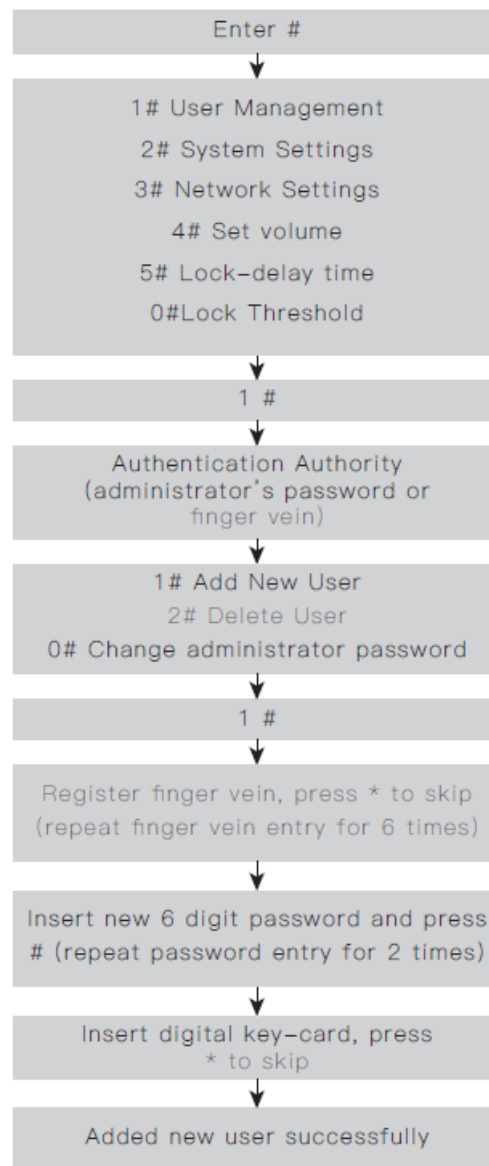 Enter #
1# User Management
2# System Settings
3# Network Settings
4# Set volume
5# Lock-delay time
0#Lock Threshold
1 #
Authentication Authority
(administrator's password or
finger vein)
1# Add New User
2# Delete User
0# Change administrator password
1 #
Register finger vein, press * to skip
(repeat finger vein entry for 6 times)
Insert new 6 digit password and press
# (repeat password entry for 2 times)
Insert digital key-card, press
* to skip
Added new user successfully